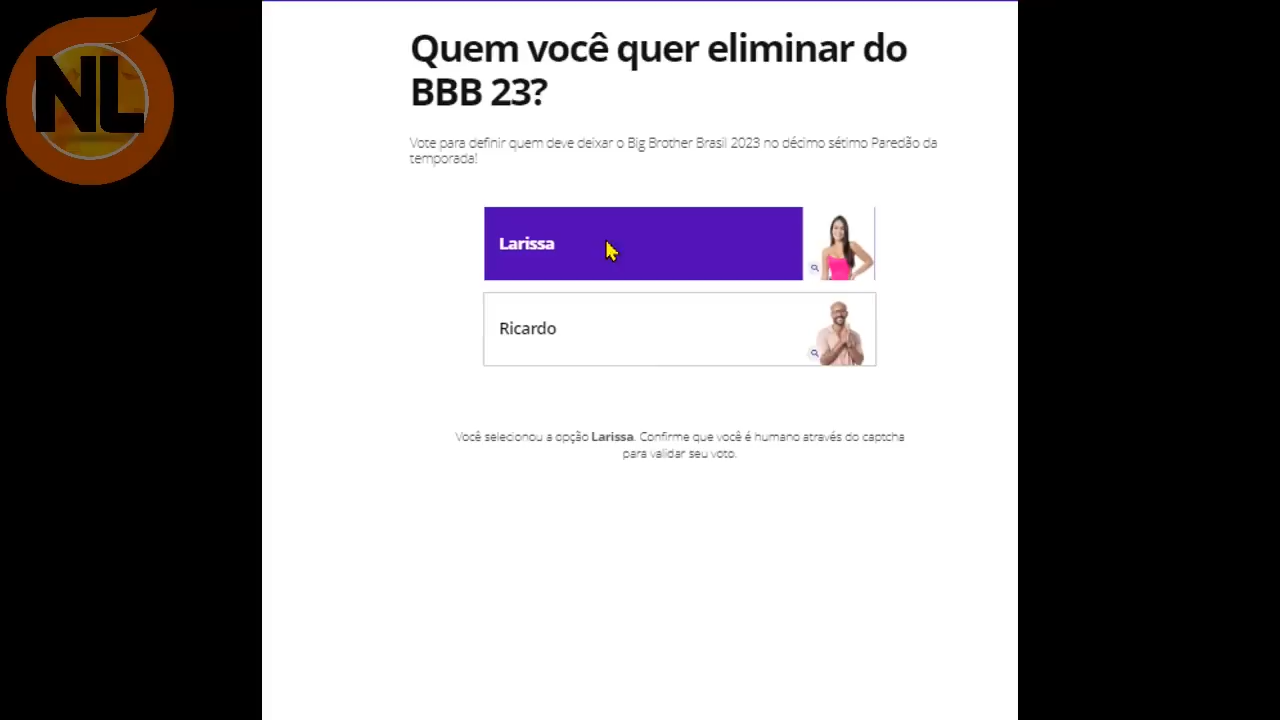 NL
Quem você quer eliminar do
BBB 23?
Vote para definir quem deve deixar o Big Brother Brasil 2023 no décimo sétimo Paredão da
temporada!
Larissa
Ricardo
Você selecionou a opção Larissa. Confirme que você é humano através do captcha
para validar seu voto.